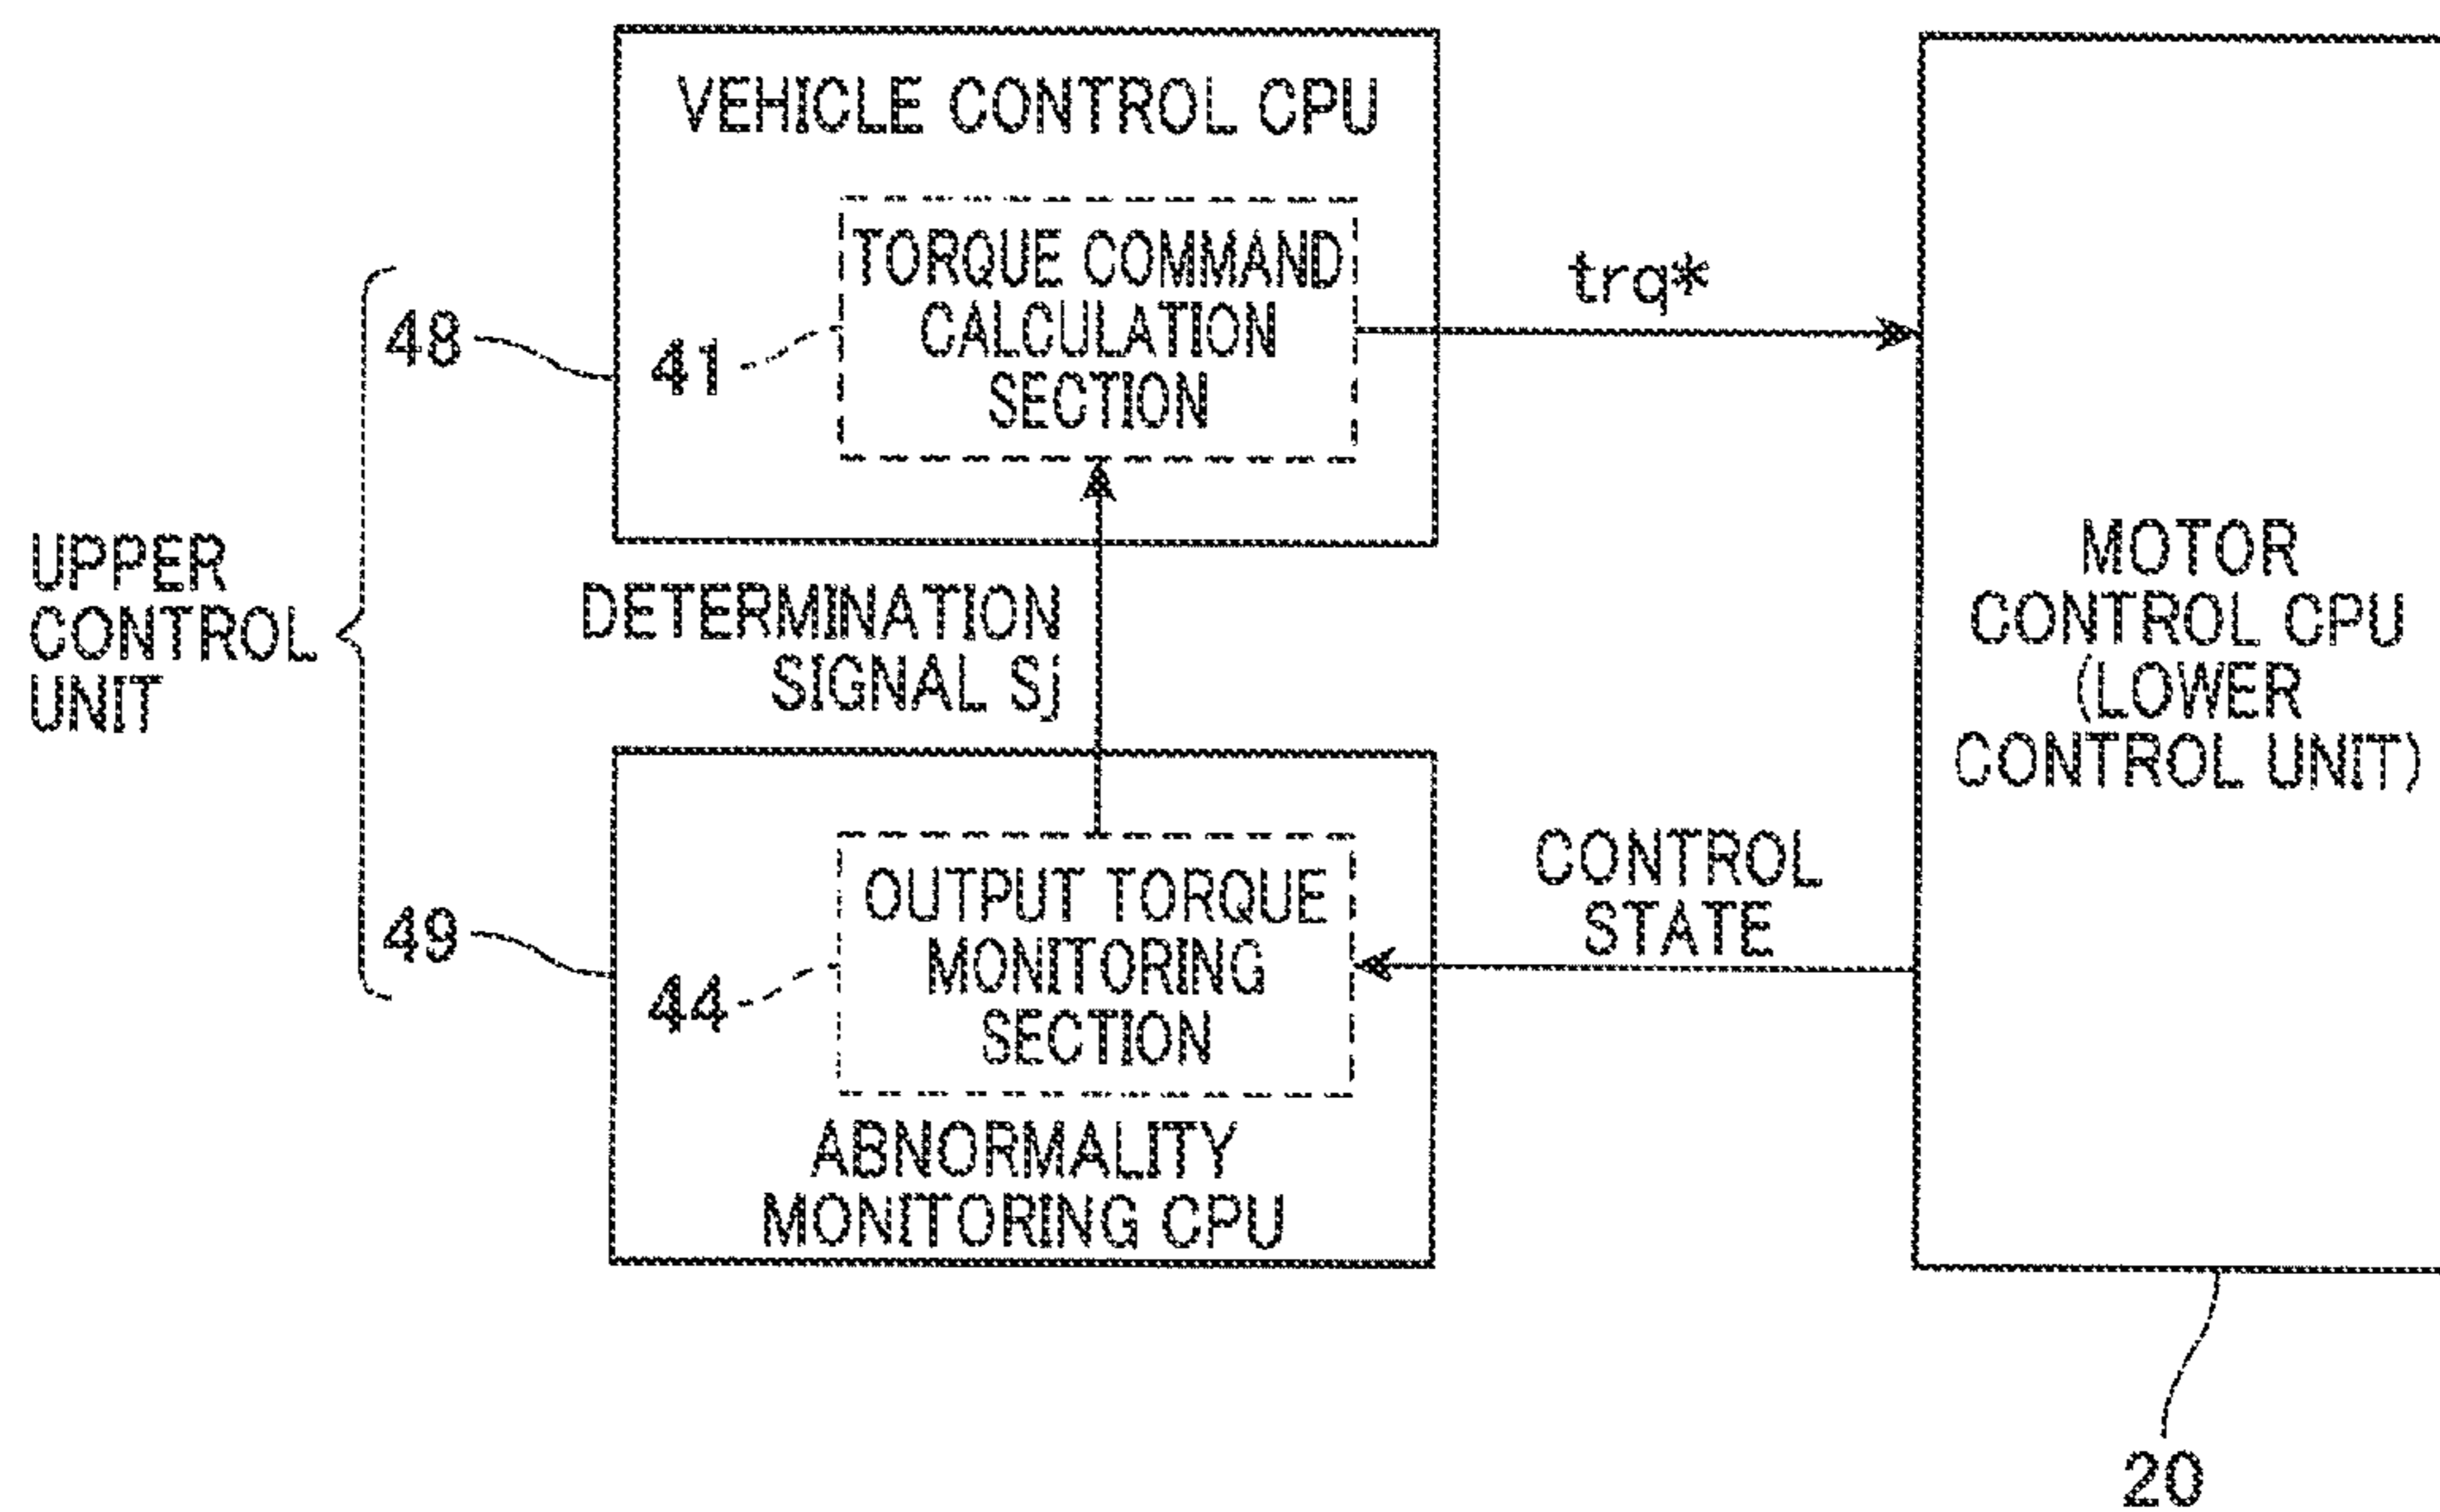 VEHICLE CONTROL CPU
TORQUE COMMAND
CALCULATION
SECTION
41
48
trq*
UPPER
CONTROL
UNIT
DETERMINATION
SIGNAL Sj
MOTOR
CONTROL CPU
(LOWER
CONTROL UNIT)
OUTPUT TORQUE
MONITORING
SECTION
44
49
CONTROL
STATE
ABNORMALITY
MONITORING CPU
20